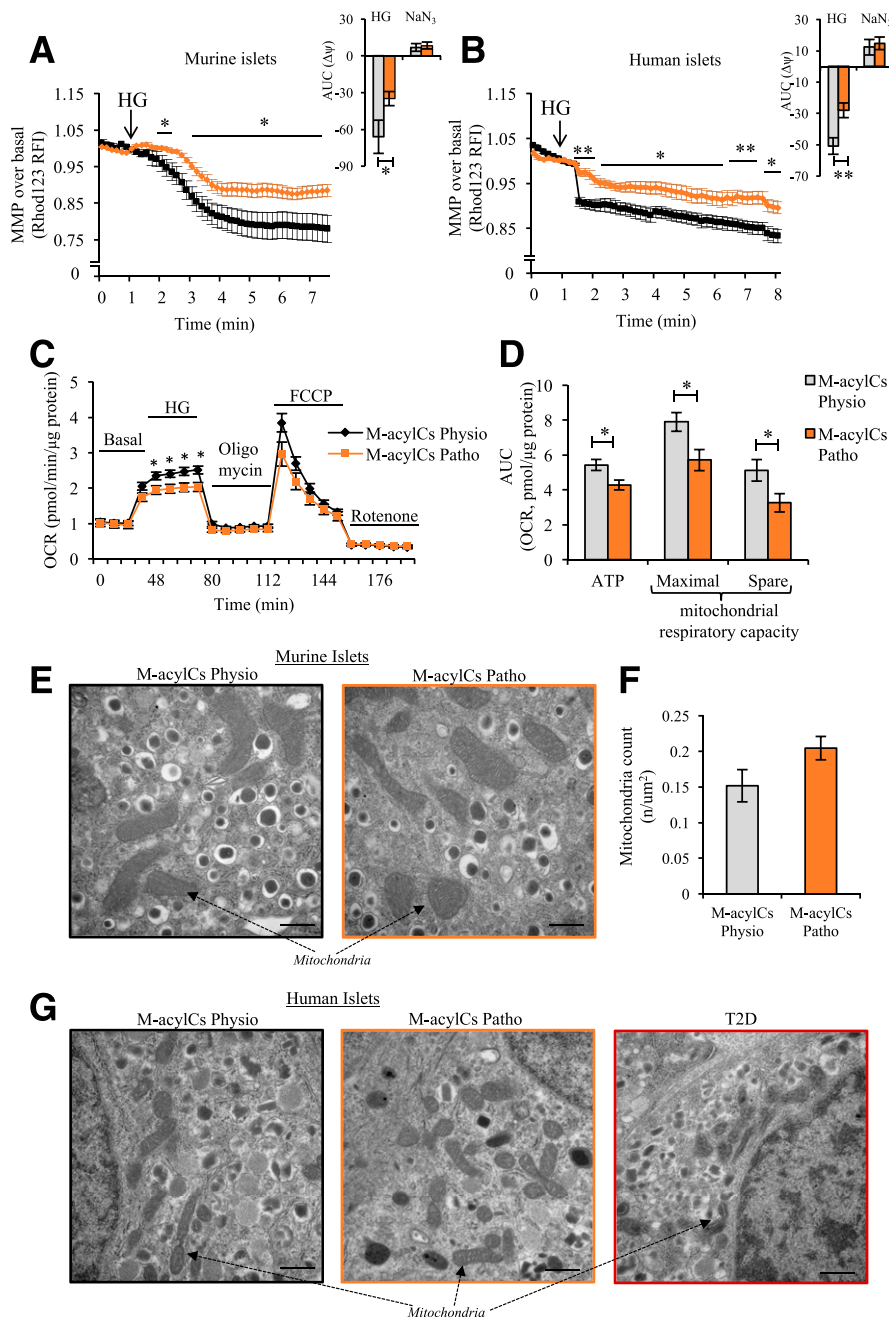 A
Murine islets
HG
MMP over basal
(Rhod123 RFI)
1.15
1.05
0.95
0.85
0.75
0
*
*
0 1 2 3 4 5 6 7
Time (min)
HG NaN3
AUC (Δψ)
30
0
-30
-60
-90
*
B
Human islets
HG
MMP over basal
(Rhod123 RFI)
1.15
1.05
0.95
0.85
0
**
*
**
*
0 1 2 3 4 5 6 7 8
Time (min)
HG NaN3
AUC (Δψ)
30
10
-10
-30
-50
-70
**
C
OCR (pmol/min/µg protein)
5
4
3
2
1
0
Basal
HG
* * * *
Oligo
mycin
FCCP
Rotenone
M-acylCs Physio
M-acylCs Patho
0 48 80 112 144 176
Time (min)
D
AUC
(OCR, pmol/µg protein)
10
8
6
4
2
0
*
*
*
ATP Maximal Spare
mitochondrial
respiratory capacity
M-acylCs
Physio
M-acylCs
Patho
E
Murine Islets
M-acylCs Physio
M-acylCs Patho
Mitochondria
F
Mitochondria count
(n/um²)
0.25
0.2
0.15
0.1
0.05
0
M-acylCs
Physio
M-acylCs
Patho
G
Human Islets
M-acylCs Physio
M-acylCs Patho
T2D
Mitochondria